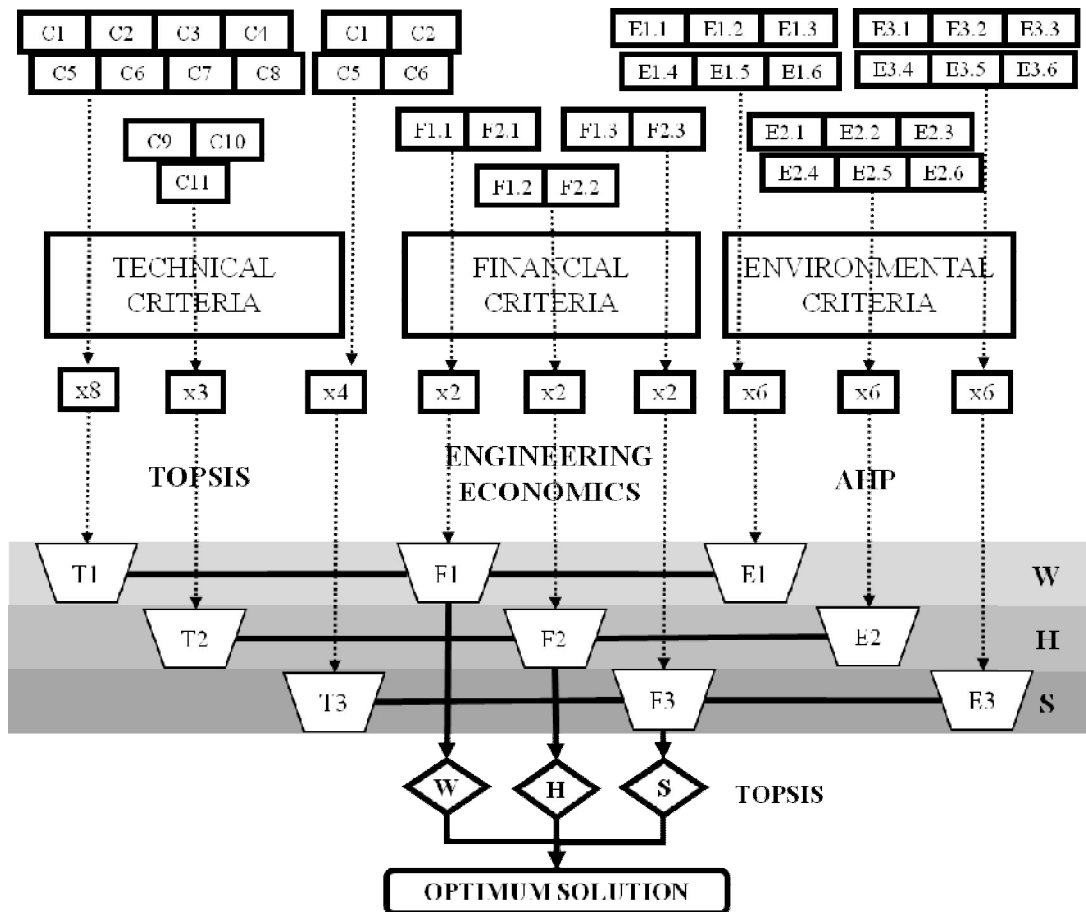 C1 C2 C3 C4
C5 C6 C7 C8
C1 C2
C5 C6
E1.1 E1.2 E1.3
E1.4 E1.5 E1.6
E3.1 E3.2 E3.3
E3.4 E3.5 E3.6
C9 C10
C11
F1.1 F2.1
F1.3 F2.3
F1.2 F2.2
E2.1 E2.2 E2.3
E2.4 E2.5 E2.6
TECHNICAL
CRITERIA
FINANCIAL
CRITERIA
ENVIRONMENTAL
CRITERIA
x8 x3 x4 x2 x2 x2 x6 x6 x6
TOPSIS
ENGINEERING
ECONOMICS
AHP
T1 F1 E1 W
T2 F2 E2 H
T3 F3 E3 S
W H S TOPSIS
OPTIMUM SOLUTION